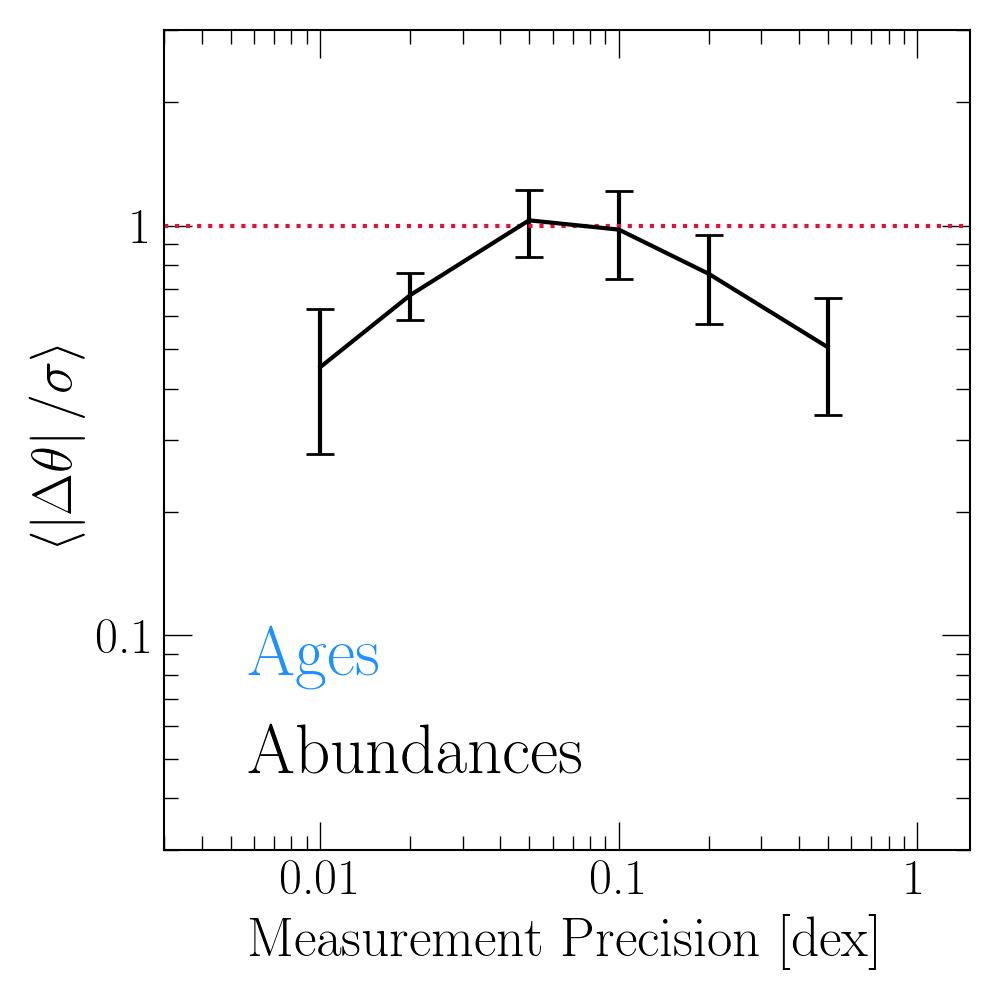 ⟨|Δθ| /σ⟩
1
0.1
Ages
Abundances
0.01 0.1 1
Measurement Precision [dex]